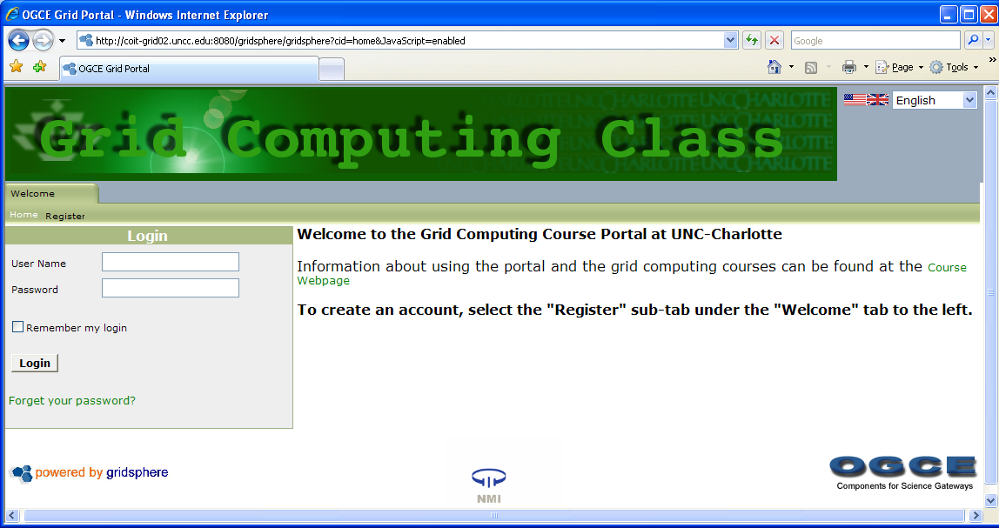 OGCE Grid Portal - Windows Internet Explorer
http://coit-grid02.uncc.edu:8080/gridsphere/gridsphere?cid=home&JavaScript=enabled
Google
OGCE Grid Portal
Page
Tools
Grid Computing Class
UNC CHARLOTTE
English
Welcome
Home Register
Login
User Name
Password
Remember my login
Login
Forget your password?
Welcome to the Grid Computing Course Portal at UNC-Charlotte
Information about using the portal and the grid computing courses can be found at the Course
Webpage
To create an account, select the "Register" sub-tab under the "Welcome" tab to the left.
powered by gridsphere
NMI
OGCE
Components for Science Gateways